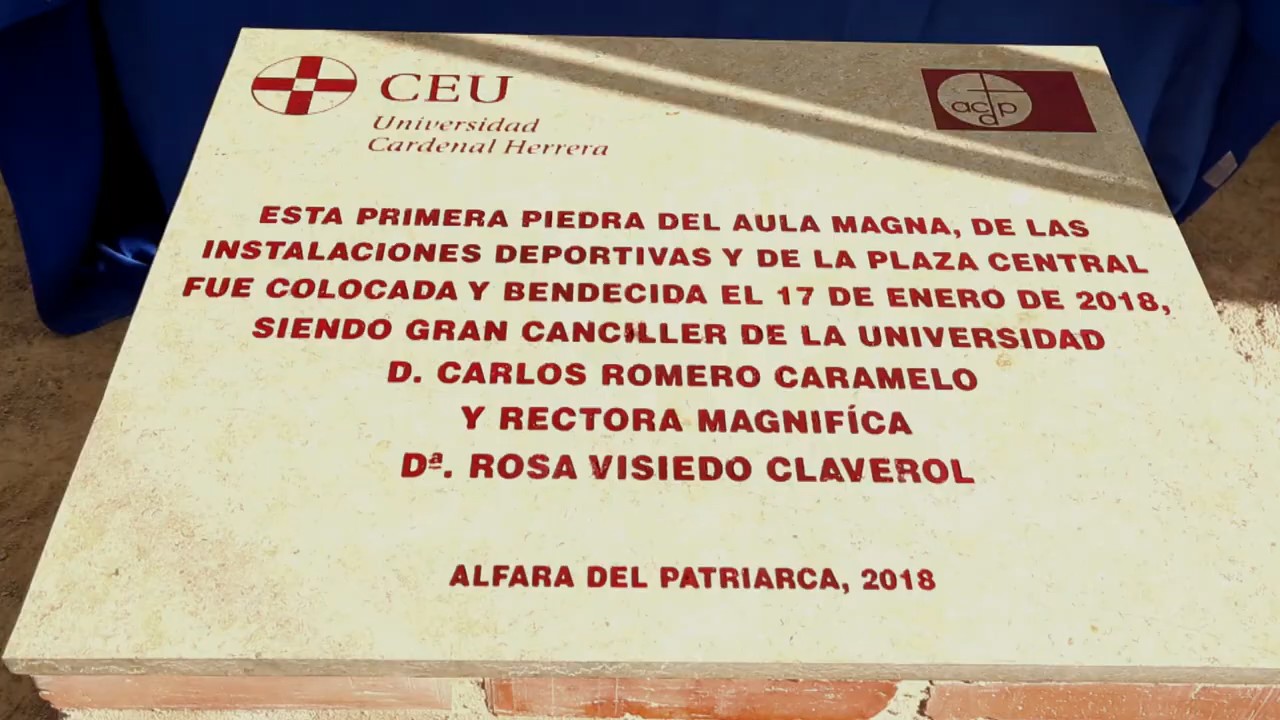 CEU
Universidad
Cardenal Herrera
acdp
ESTA PRIMERA PIEDRA DEL AULA MAGNA, DE LAS
INSTALACIONES DEPORTIVAS Y DE LA PLAZA CENTRAL
FUE COLOCADA Y BENDECIDA EL 17 DE ENERO DE 2018,
SIENDO GRAN CANCILLER DE LA UNIVERSIDAD
D. CARLOS ROMERO CARAMELO
Y RECTORA MAGNIFÍCA
Dª. ROSA VISIEDO CLAVEROL
ALFARA DEL PATRIARCA, 2018